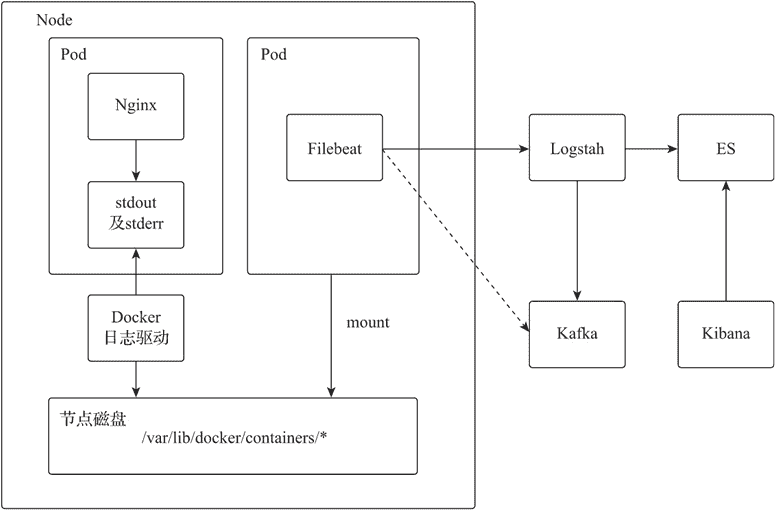 Node
Pod
Pod
Nginx
Filebeat
Logstah
ES
stdout
及stderr
Docker
日志驱动
mount
Kafka
Kibana
节点磁盘
/var/lib/docker/containers/*